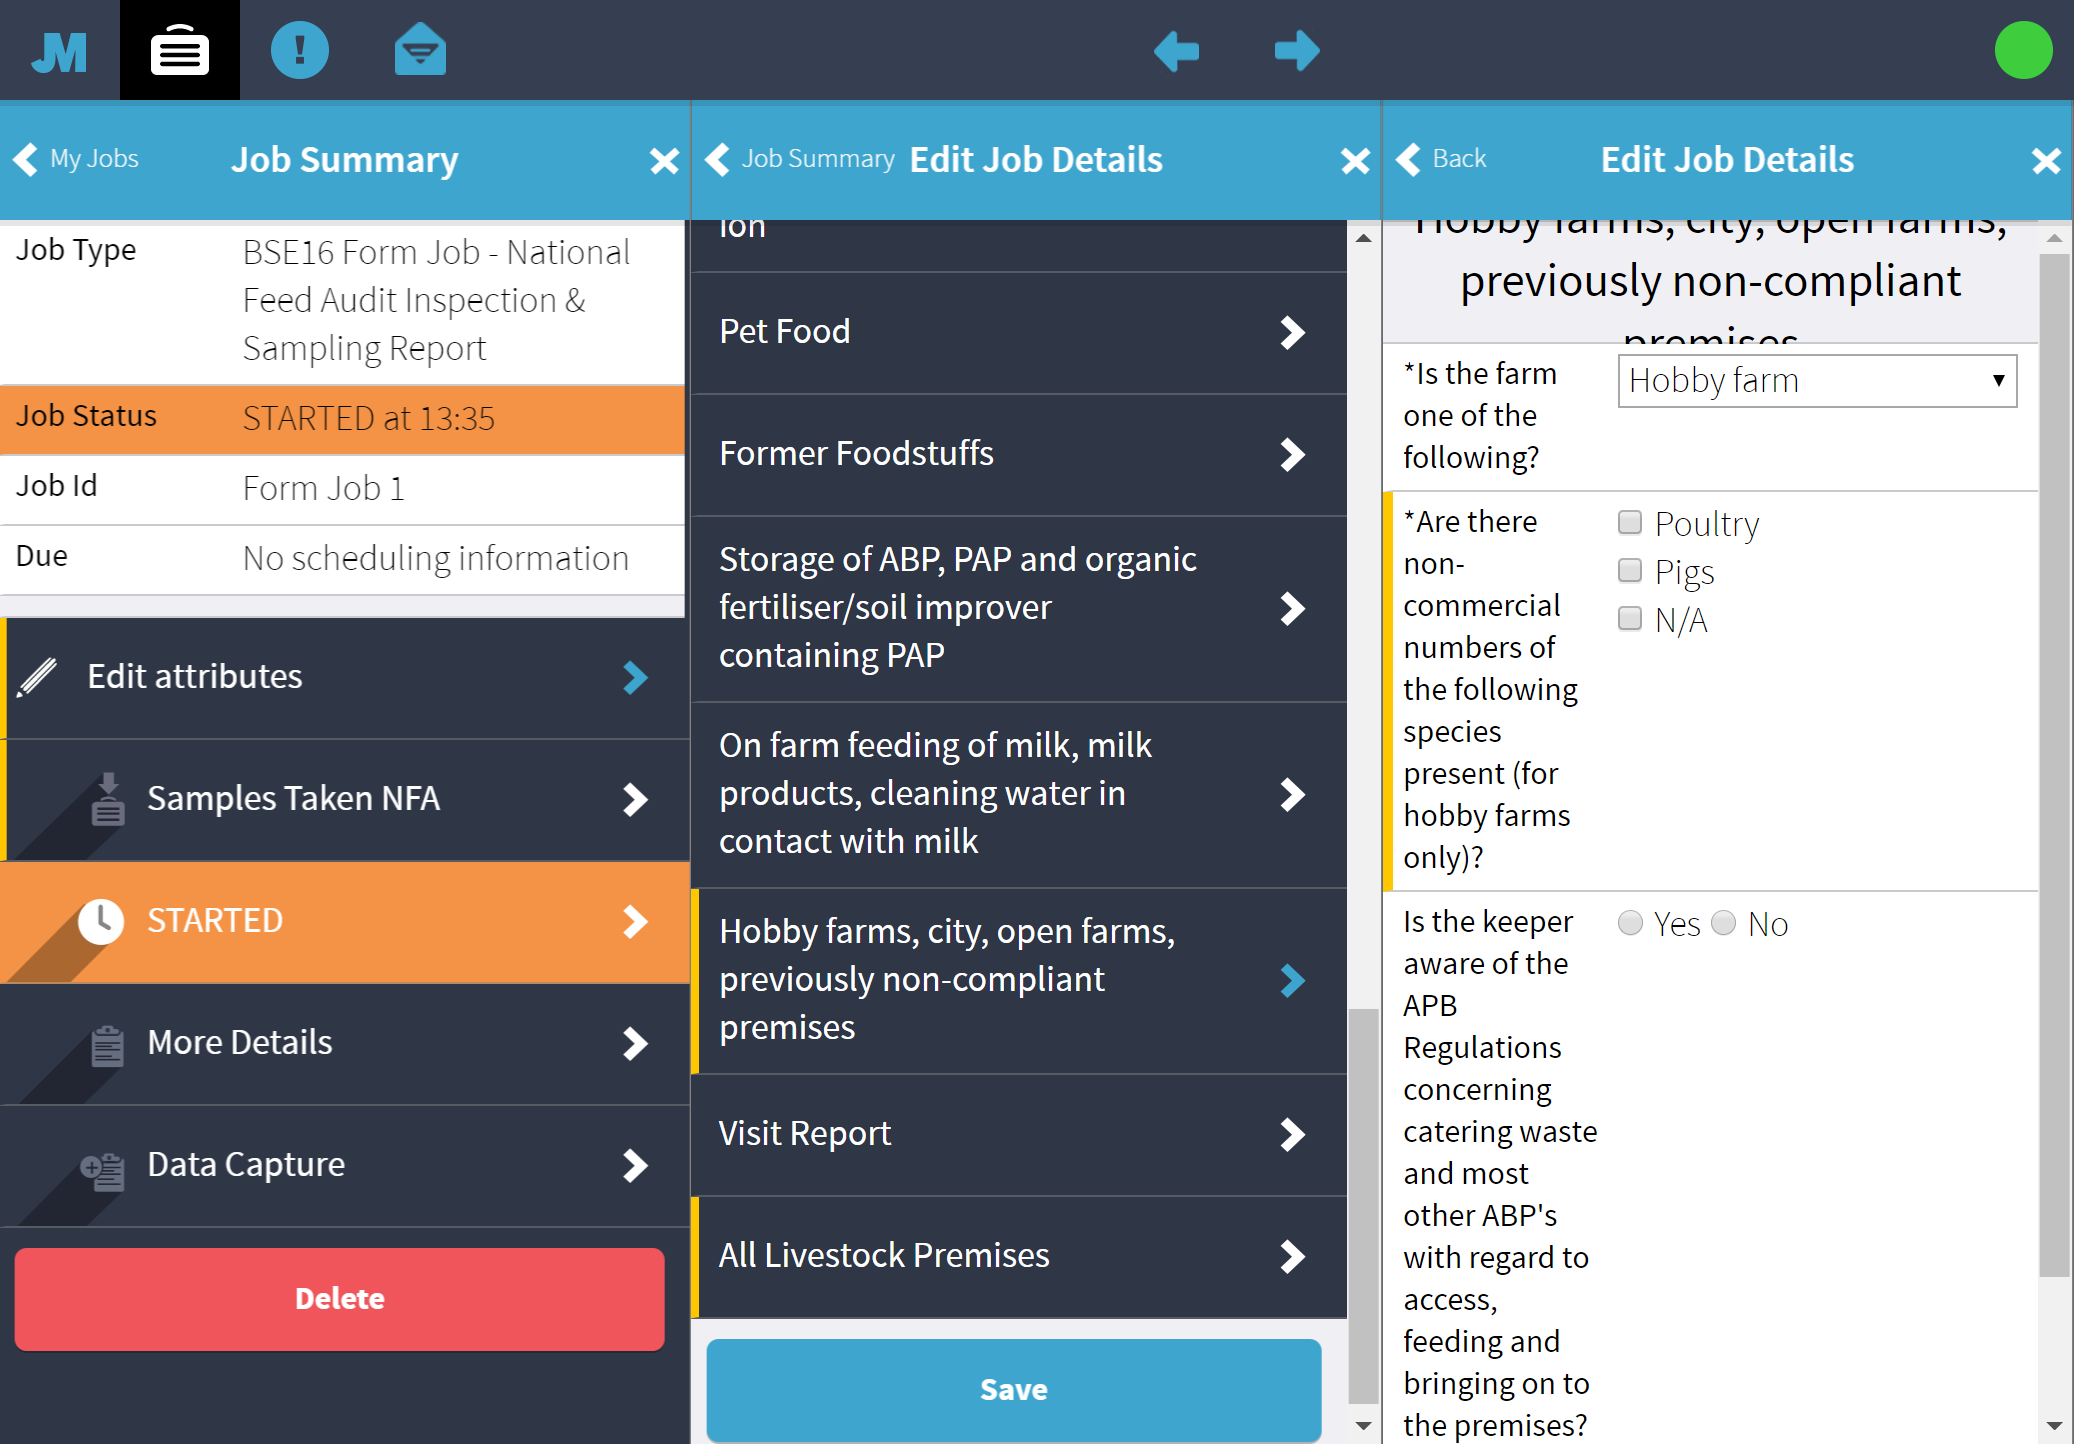 JM
!
My Jobs
Job Summary
Job Summary
Edit Job Details
Back
Edit Job Details
Job Type
BSE16 Form Job - National
Feed Audit Inspection &
Sampling Report
Job Status
STARTED at 13:35
Job Id
Form Job 1
Due
No scheduling information
Edit attributes
Samples Taken NFA
STARTED
More Details
Data Capture
Delete
ion
Pet Food
Former Foodstuffs
Storage of ABP, PAP and organic
fertiliser/soil improver
containing PAP
On farm feeding of milk, milk
products, cleaning water in
contact with milk
Hobby farms, city, open farms,
previously non-compliant
premises
Visit Report
All Livestock Premises
Save
Hobby farms, city, open farms,
previously non-compliant
premises
*Is the farm
one of the
following?
Hobby farm
*Are there
non-
commercial
numbers of
the following
species
present (for
hobby farms
only)?
Poultry
Pigs
N/A
Is the keeper
aware of the
APB
Regulations
concerning
catering waste
and most
other ABP's
with regard to
access,
feeding and
bringing on to
the premises?
Yes No